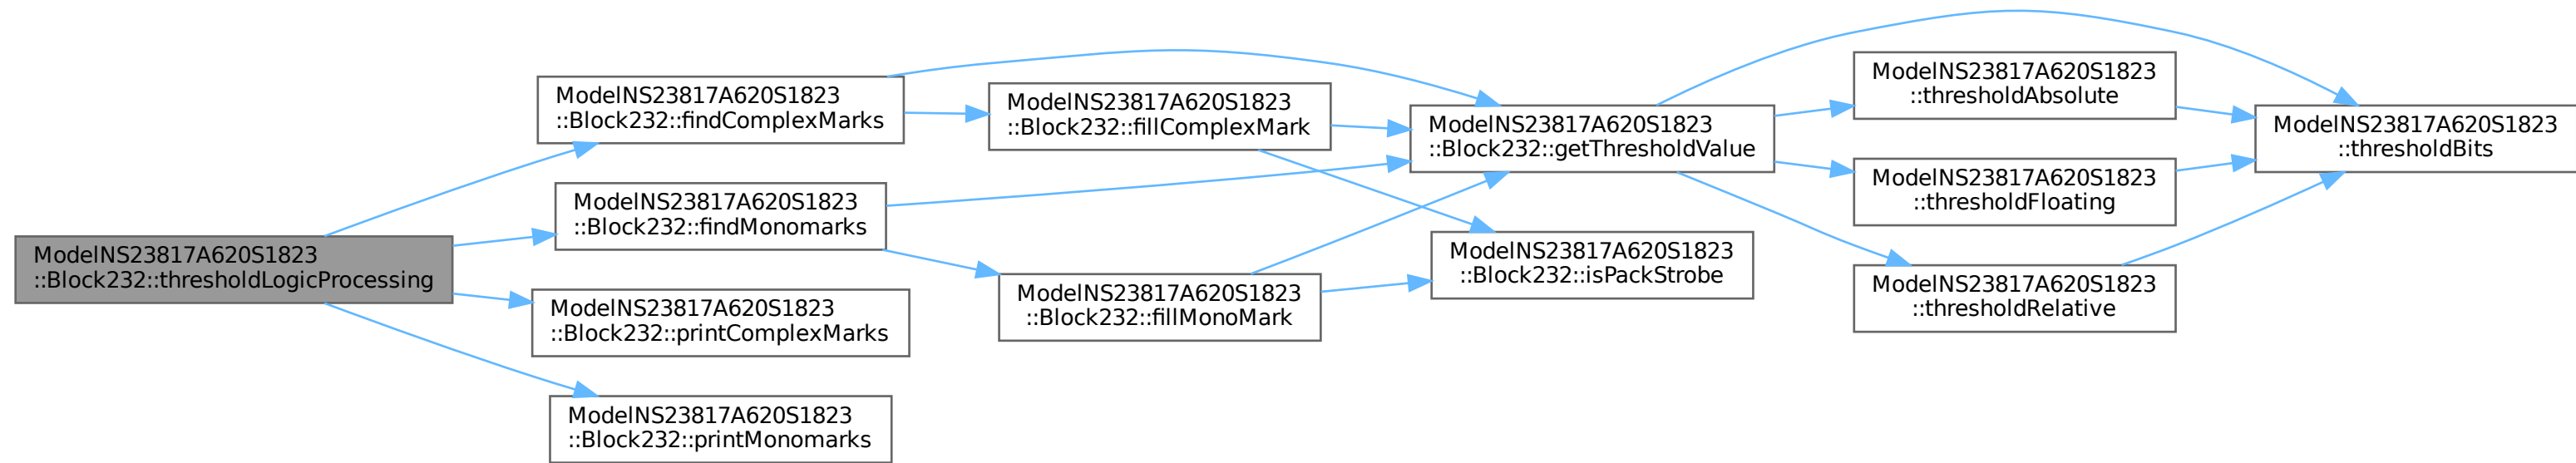 ModelNS23817A620S1823
::Block232::thresholdLogicProcessing
ModelNS23817A620S1823
::Block232::findComplexMarks
ModelNS23817A620S1823
::Block232::findMonomarks
ModelNS23817A620S1823
::Block232::printComplexMarks
ModelNS23817A620S1823
::Block232::printMonomarks
ModelNS23817A620S1823
::Block232::fillComplexMark
ModelNS23817A620S1823
::Block232::fillMonoMark
ModelNS23817A620S1823
::Block232::getThresholdValue
ModelNS23817A620S1823
::Block232::isPackStrobe
ModelNS23817A620S1823
::thresholdAbsolute
ModelNS23817A620S1823
::thresholdFloating
ModelNS23817A620S1823
::thresholdRelative
ModelNS23817A620S1823
::thresholdBits